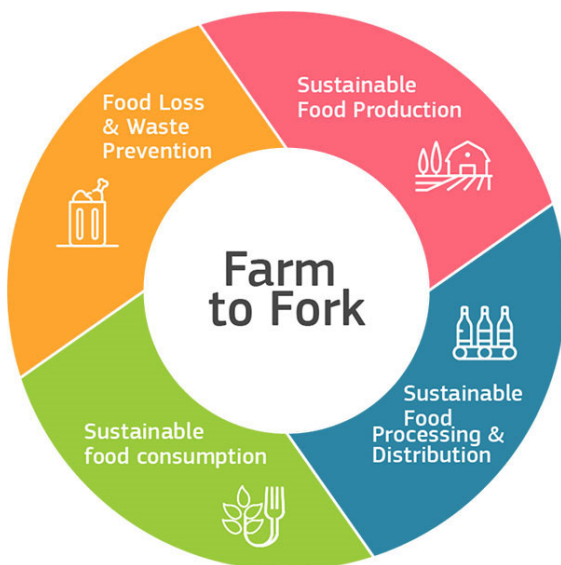 Farm
to Fork
Sustainable
Food Production
Sustainable
Food
Processing &
Distribution
Sustainable
food consumption
Food Loss
& Waste
Prevention